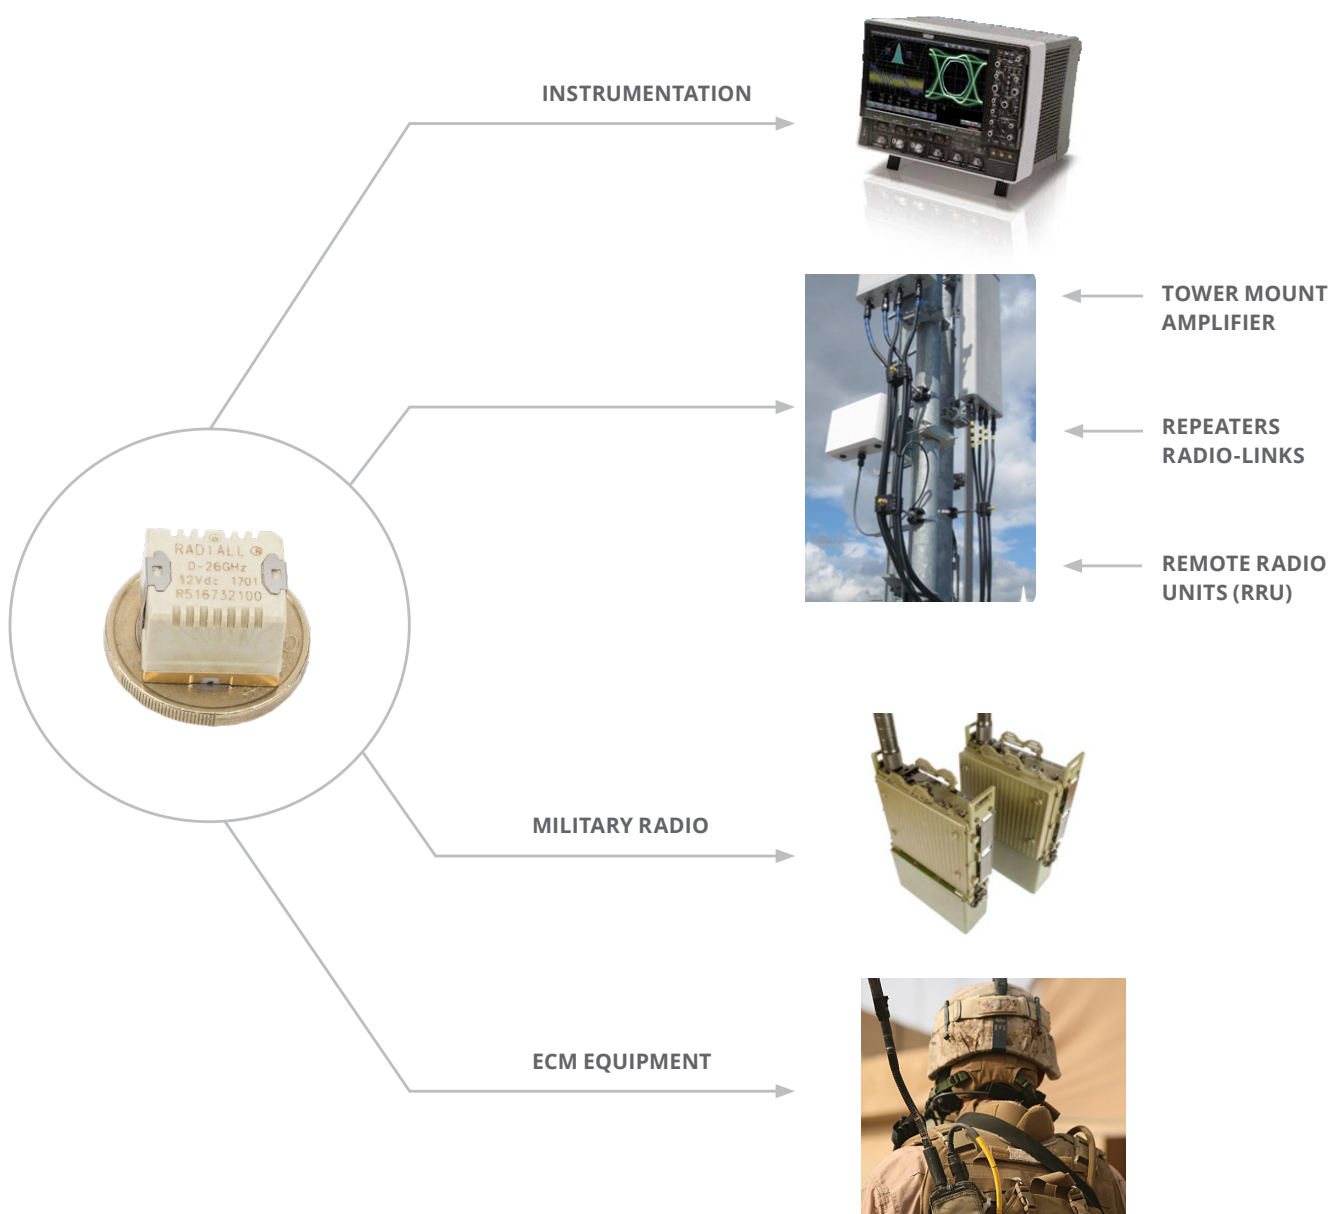 INSTRUMENTATION
TOWER MOUNT
AMPLIFIER
REPEATERS
RADIO-LINKS
REMOTE RADIO
UNITS (RRU)
RADIALL ®
0-26GHz
12Vdc 1701
R516732100
MILITARY RADIO
ECM EQUIPMENT